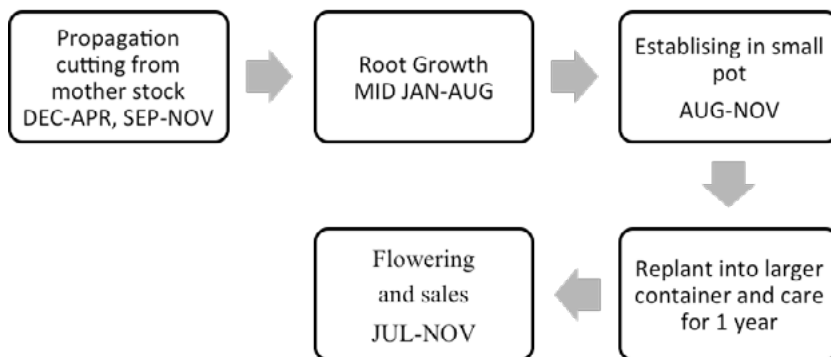 Propagation
cutting from
mother stock
DEC-APR, SEP-NOV
Root Growth
MID JAN-AUG
Establising in small
pot
AUG-NOV
Replant into larger
container and care
for 1 year
Flowering
and sales
JUL-NOV